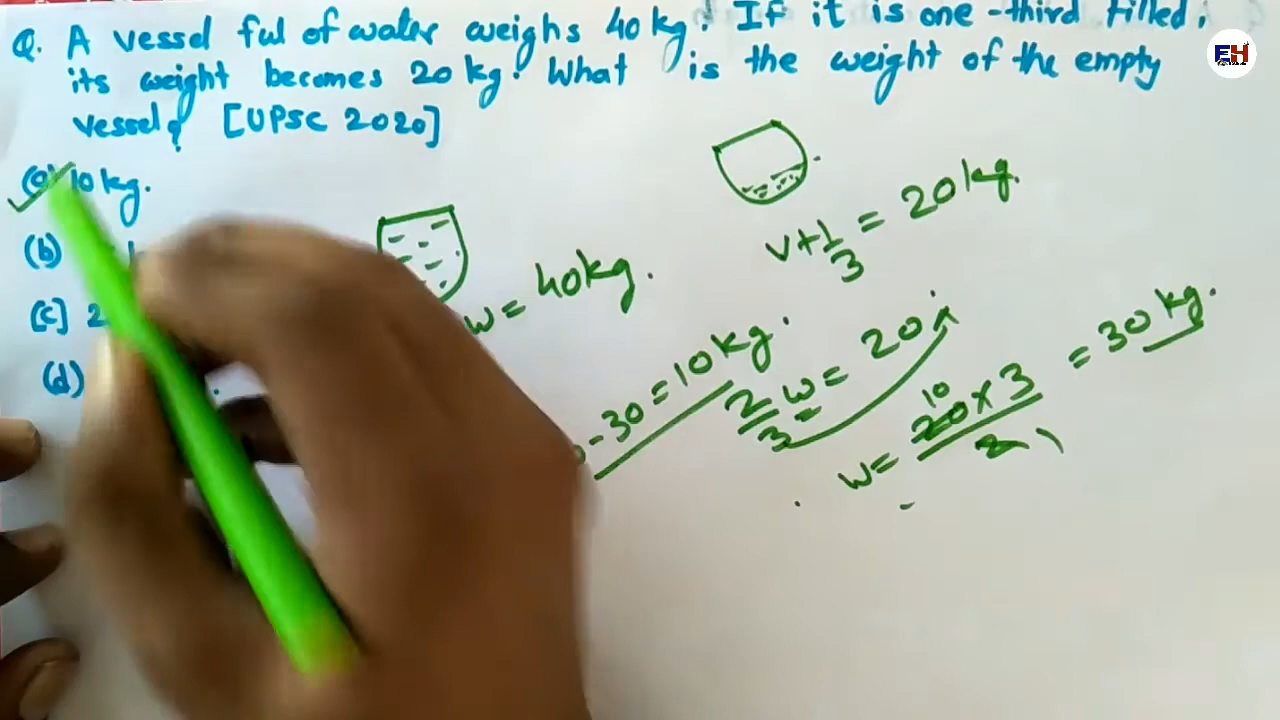 Q. A vessel ful of water weighs 40 kg. If it is one-third filled,
its weight becomes 20 kg. What is the weight of the empty
vessel? [UPSC 2020]
(a) 10 kg.
(b)
[c] 2
(d)
w = 40kg.
V + 1/3 = 20 kg.
- 30 = 10 kg.
2/3 w = 20
w = 20 × 3 / 2 = 30 kg.
10
EH